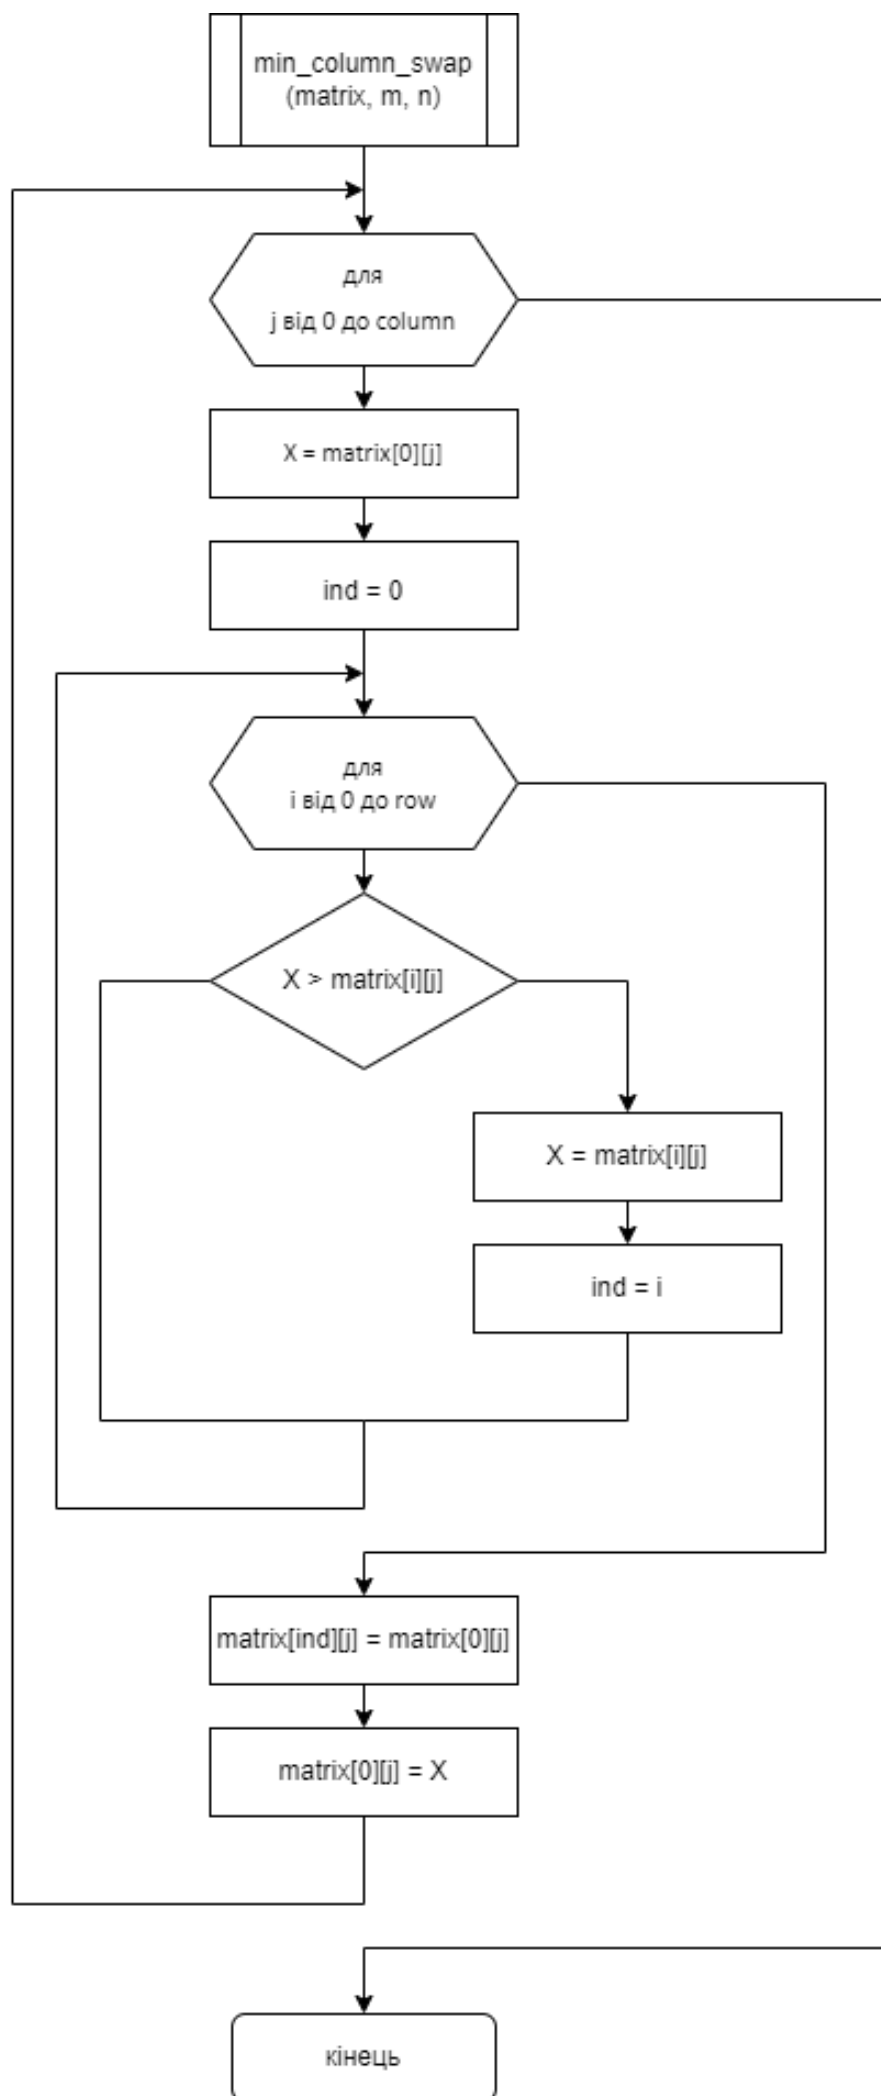 min_column_swap
(matrix, m, n)
для
j від 0 до column
X = matrix[0][j]
ind = 0
для
i від 0 до row
X > matrix[i][j]
X = matrix[i][j]
ind = i
matrix[ind][j] = matrix[0][j]
matrix[0][j] = X
кінець